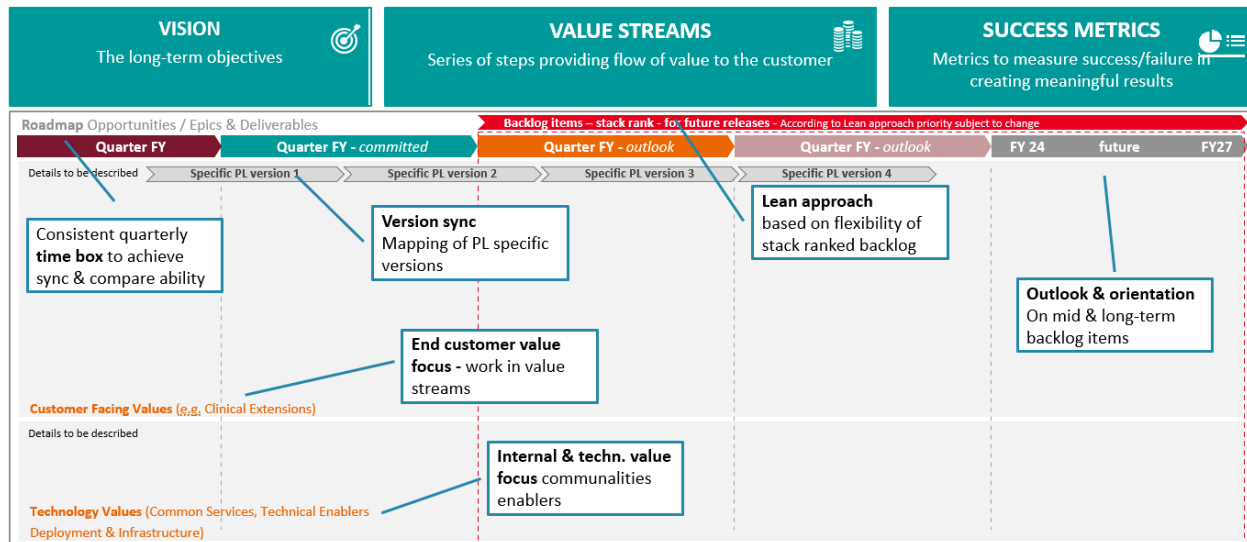 VISION
The long-term objectives
VALUE STREAMS
Series of steps providing flow of value to the customer
SUCCESS METRICS
Metrics to measure success/failure in
creating meaningful results
Roadmap Opportunities / Epics & Deliverables
Backlog items – stack rank - for future releases - According to Lean approach priority subject to change
Quarter FY
Quarter FY - committed
Quarter FY - outlook
Quarter FY - outlook
FY 24 future FY27
Details to be described
Specific PL version 1
Specific PL version 2
Specific PL version 3
Specific PL version 4
Consistent quarterly
time box to achieve
sync & compare ability
Version sync
Mapping of PL specific
versions
Lean approach
based on flexibility of
stack ranked backlog
Outlook & orientation
On mid & long-term
backlog items
End customer value
focus - work in value
streams
Customer Facing Values (e.g. Clinical Extensions)
Details to be described
Internal & techn. value
focus communalities
enablers
Technology Values (Common Services, Technical Enablers
Deployment & Infrastructure)